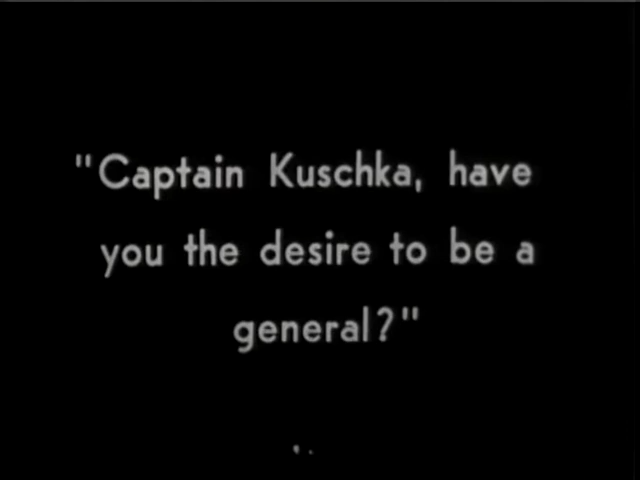 "Captain Kuschka, have
you the desire to be a
general?"